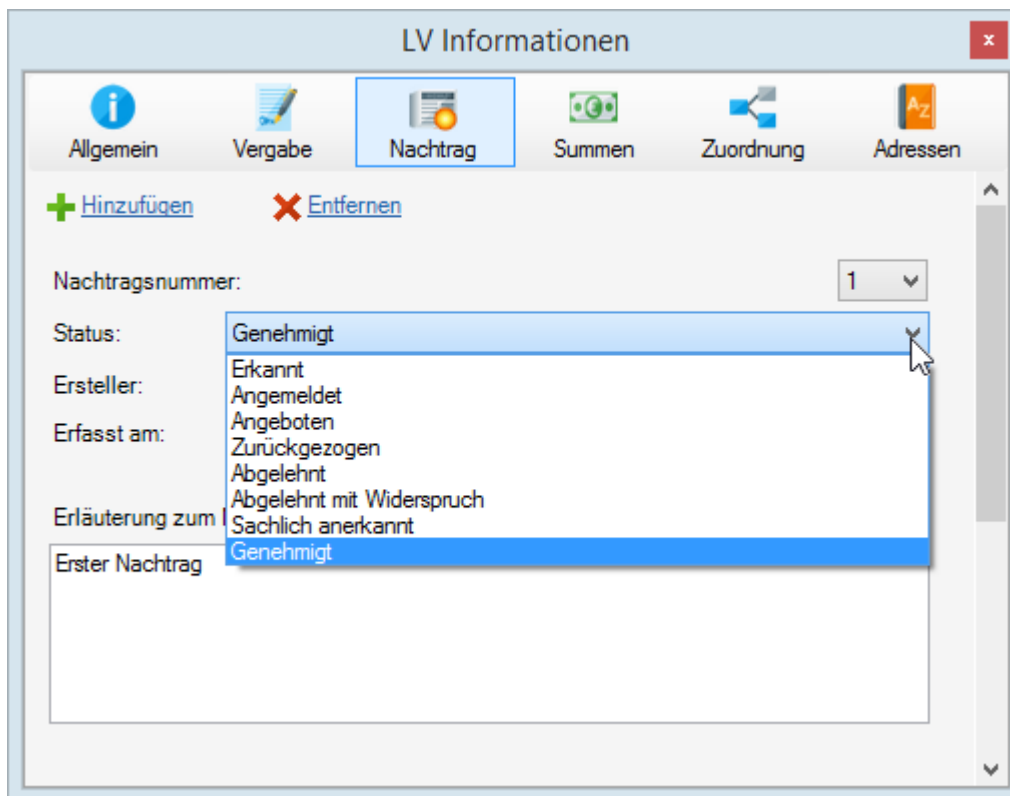 LV Informationen
x
Allgemein Vergabe Nachtrag Summen Zuordnung Adressen
Hinzufügen Entfernen
Nachtragsnummer: 1
Status: Genehmigt
Erkannt
Ersteller:
Angemeldet
Angeboten
Erfasst am:
Zurückgezogen
Abgelehnt
Abgelehnt mit Widerspruch
Erläuterung zum
Sachlich anerkannt
Genehmigt
Erster Nachtrag